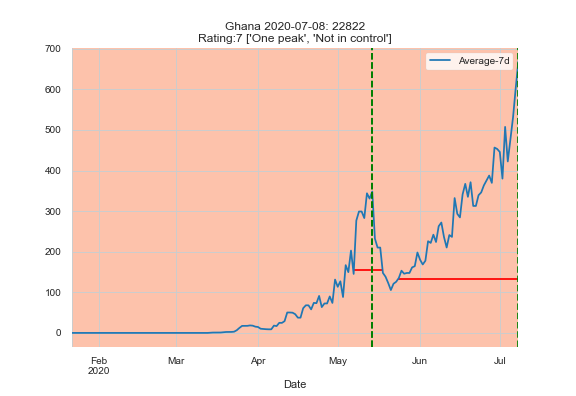 Ghana 2020-07-08: 22822
Rating:7 ['One peak', 'Not in control']
Average-7d
700
600
500
400
300
200
100
0
Feb
2020
Mar
Apr
May
Jun
Jul
Date